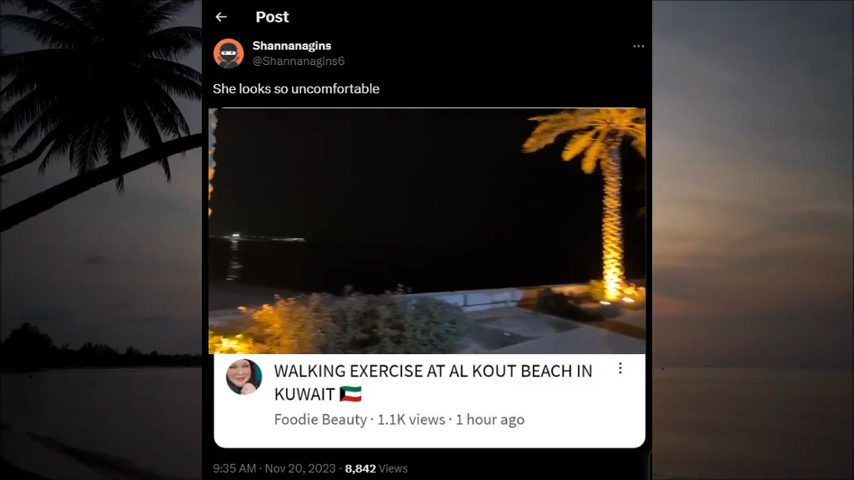 Post
Shannanagins
@Shannanagins6
She looks so uncomfortable
WALKING EXERCISE AT AL KOUT BEACH IN
KUWAIT 🇰🇼
Foodie Beauty · 1.1K views · 1 hour ago
9:35 AM · Nov 20, 2023 · 8,842 Views